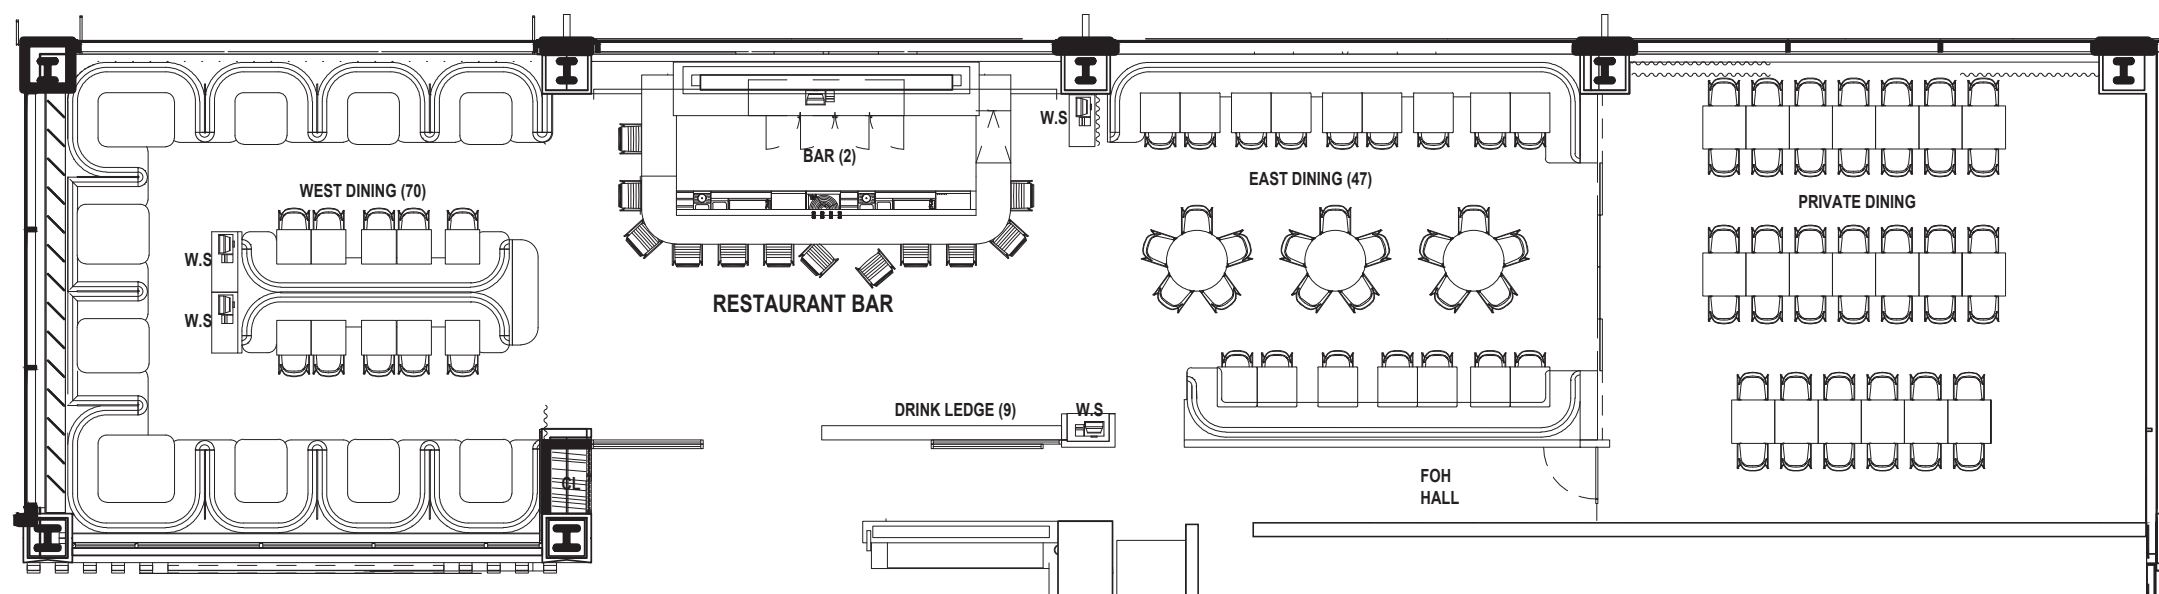 W.S
BAR (2)
WEST DINING (70)
EAST DINING (47)
PRIVATE DINING
W.S
W.S
RESTAURANT BAR
DRINK LEDGE (9)
W.S
CL
FOH
HALL